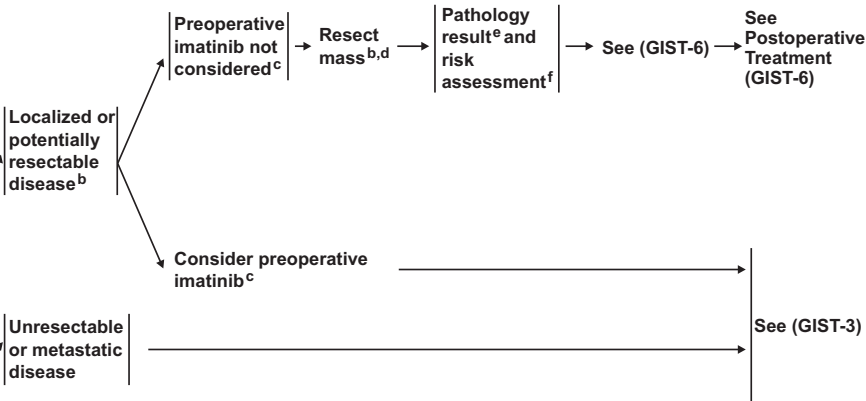 Preoperative
imatinib not
considered^c
Resect
mass^b,d
Pathology
result^e and
risk
assessment^f
See (GIST-6)
See
Postoperative
Treatment
(GIST-6)
Localized or
potentially
resectable
disease^b
Consider preoperative
imatinib^c
Unresectable
or metastatic
disease
See (GIST-3)